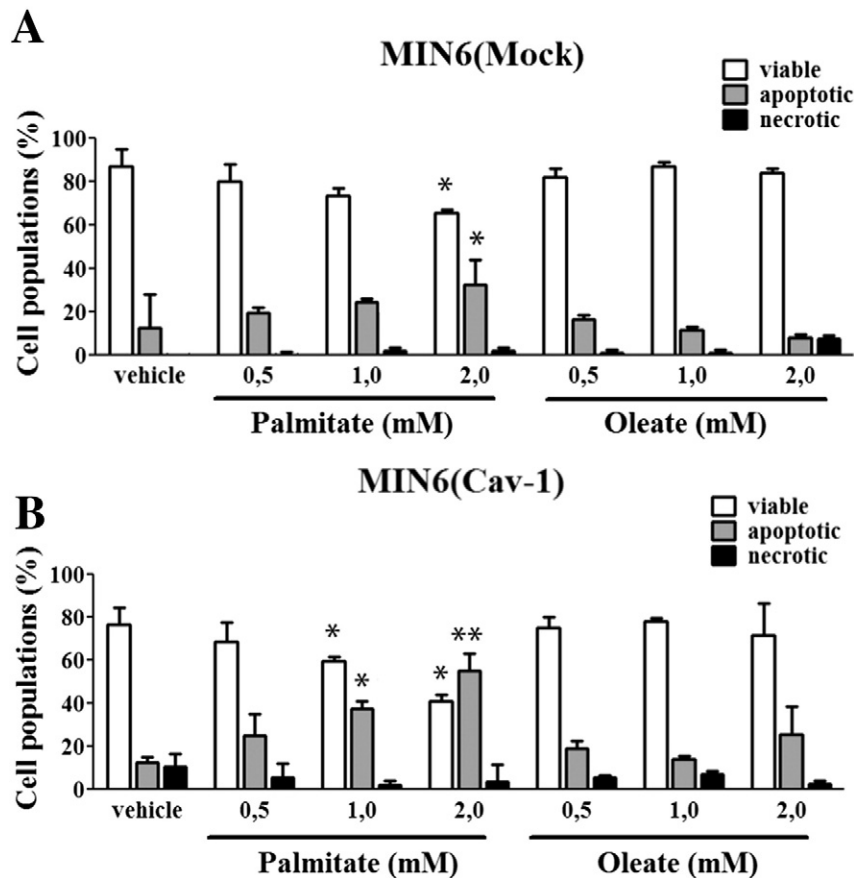 A
MIN6(Mock)
viable
apoptotic
necrotic
Cell populations (%)
100
80
60
40
20
0
*
*
vehicle
0,5
1,0
2,0
0,5
1,0
2,0
Palmitate (mM)
Oleate (mM)
MIN6(Cav-1)
B
viable
apoptotic
necrotic
Cell populations (%)
100
80
60
40
20
0
*
*
*
**
vehicle
0,5
1,0
2,0
0,5
1,0
2,0
Palmitate (mM)
Oleate (mM)